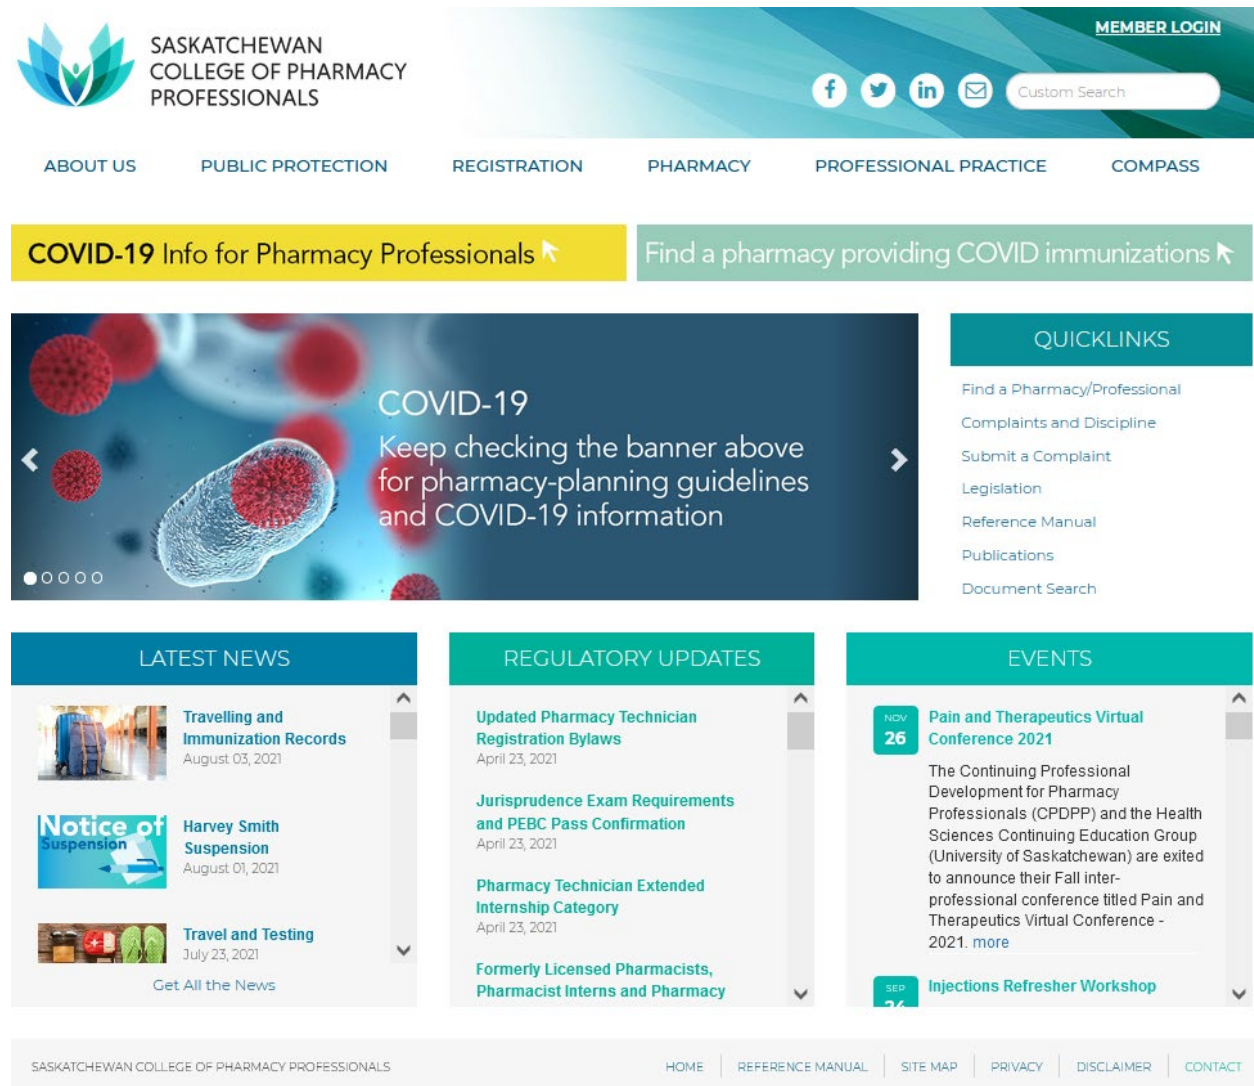 SASKATCHEWAN
COLLEGE OF PHARMACY
PROFESSIONALS
MEMBER LOGIN
Custom Search
ABOUT US
PUBLIC PROTECTION
REGISTRATION
PHARMACY
PROFESSIONAL PRACTICE
COMPASS
COVID-19 Info for Pharmacy Professionals
Find a pharmacy providing COVID immunizations
COVID-19
Keep checking the banner above
for pharmacy-planning guidelines
and COVID-19 information
QUICKLINKS
Find a Pharmacy/Professional
Complaints and Discipline
Submit a Complaint
Legislation
Reference Manual
Publications
Document Search
LATEST NEWS
Travelling and
Immunization Records
August 03, 2021
Notice of
Suspension
Harvey Smith
Suspension
August 01, 2021
Travel and Testing
July 23, 2021
Get All the News
REGULATORY UPDATES
Updated Pharmacy Technician
Registration Bylaws
April 23, 2021
Jurisprudence Exam Requirements
and PEBC Pass Confirmation
April 23, 2021
Pharmacy Technician Extended
Internship Category
April 23, 2021
Formerly Licensed Pharmacists,
Pharmacist Interns and Pharmacy
EVENTS
NOV
26
Pain and Therapeutics Virtual
Conference 2021
The Continuing Professional
Development for Pharmacy
Professionals (CPDPP) and the Health
Sciences Continuing Education Group
(University of Saskatchewan) are exited
to announce their Fall inter-
professional conference titled Pain and
Therapeutics Virtual Conference -
2021. more
SEP
Injections Refresher Workshop
SASKATCHEWAN COLLEGE OF PHARMACY PROFESSIONALS
HOME
REFERENCE MANUAL
SITE MAP
PRIVACY
DISCLAIMER
CONTACT